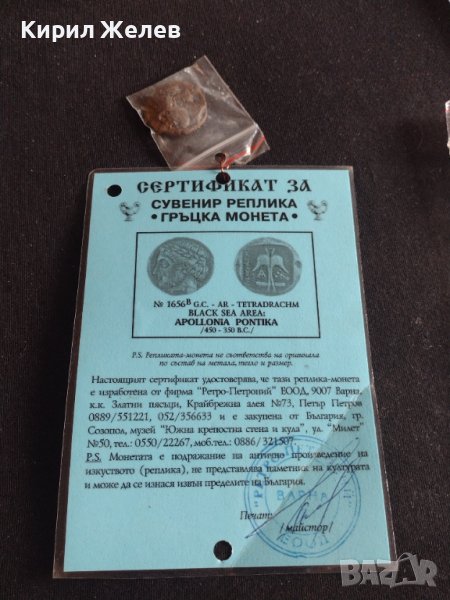 Кирил Желев
СЕРТИФИКАТ ЗА
СУВЕНИР РЕПЛИКА
• ГРЪЦКА МОНЕТА •
№ 1656В G.C. - AR - TETRADRACHM
BLACK SEA AREA:
APOLLONIA PONTIKA
/450 - 350 B.C./
P.S. Репликата-монета не съответства на оригинала
по състав на метала, тегло и размер.
Настоящият сертификат удостоверява, че тази реплика-монета
е изработена от фирма "Ретро-Петроний" ЕООД, 9007 Варна,
к.к. Златни пясъци, Крайбрежна алея №73, Петър Петров
0889/551221, 052/356633 и е закупена от България, гр.
Созопол, музей "Южна крепостна стена и кула", ул. "Милет"
№50, тел.: 0550/22267, моб.тел.: 0886/321507.
P.S. Монетата е подражание на антично произведение на
изкуството (реплика), не представлява паметник на културата
и може да се изнася извън пределите на България.
Печат:
/майстор/
ВАРНА
ЕООД
BAZAR.BG